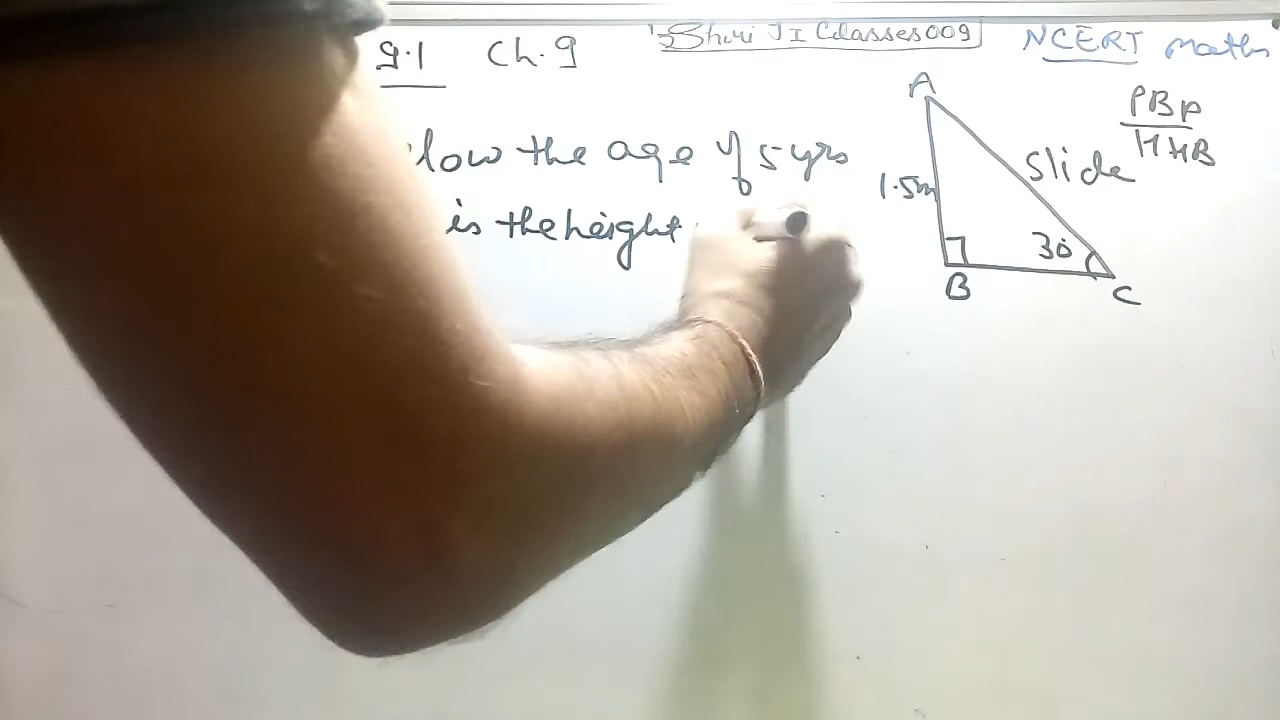 9.1 Ch.9 Shri JI Classes009 NCERT Maths
low the age of 5 yrs
is the height
A
1.5m
Slide
30°
B
C
PBP
HHB